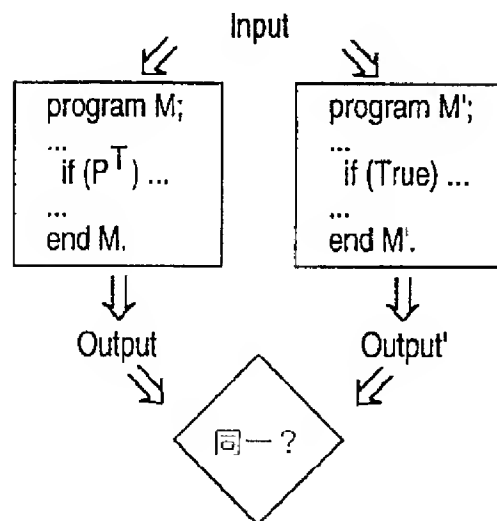 Input
program M;
...
if (P^T) ...
...
end M.
program M';
...
if (True) ...
...
end M'.
Output
Output'
同一?